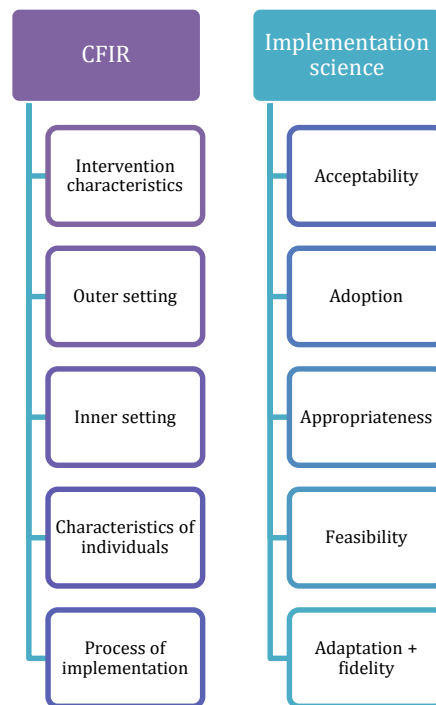 CFIR
Intervention
characteristics
Outer setting
Inner setting
Characteristics of
individuals
Process of
implementation
Implementation
science
Acceptability
Adoption
Appropriateness
Feasibility
Adaptation +
fidelity